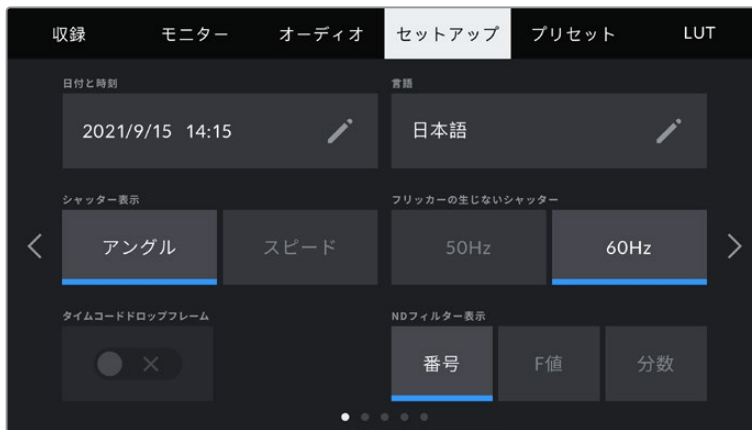 収録 モニター オーディオ セットアップ プリセット LUT
日付と時刻 言語
2021/9/15 14:15 日本語
シャッター表示 フリッカーの生じないシャッター
アングル スピード 50Hz 60Hz
タイムコードドロップフレーム NDフィルター表示
番号 F値 分数